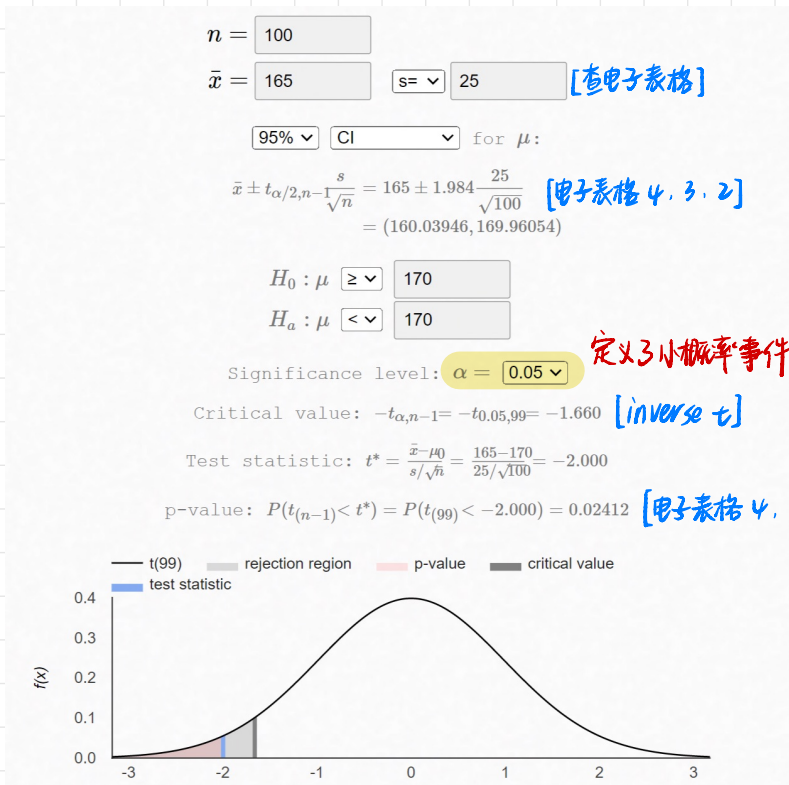 n = 100
x̄ = 165 s= 25 [查电子表格]
95% CI for μ:
x̄ ± t_{α/2,n−1} s/√n = 165 ± 1.984 25/√100 [电子表格 4, 3, 2]
= (160.03946, 169.96054)
H₀ : μ ≥ 170
Hₐ : μ < 170
定义了小概率事件
Significance level: α = 0.05
Critical value: −t_{α,n−1}= −t_{0.05,99}= −1.660 [inverse t]
Test statistic: t* = (x̄−μ₀)/(s/√n) = (165−170)/(25/√100) = −2.000
p-value: P(t_{(n−1)}< t*) = P(t_{(99)}< −2.000) = 0.02412 [电子表格 4,
t(99) rejection region p-value critical value
test statistic
0.4
0.3
0.2
0.1
0.0
f(x)
-3 -2 -1 0 1 2 3